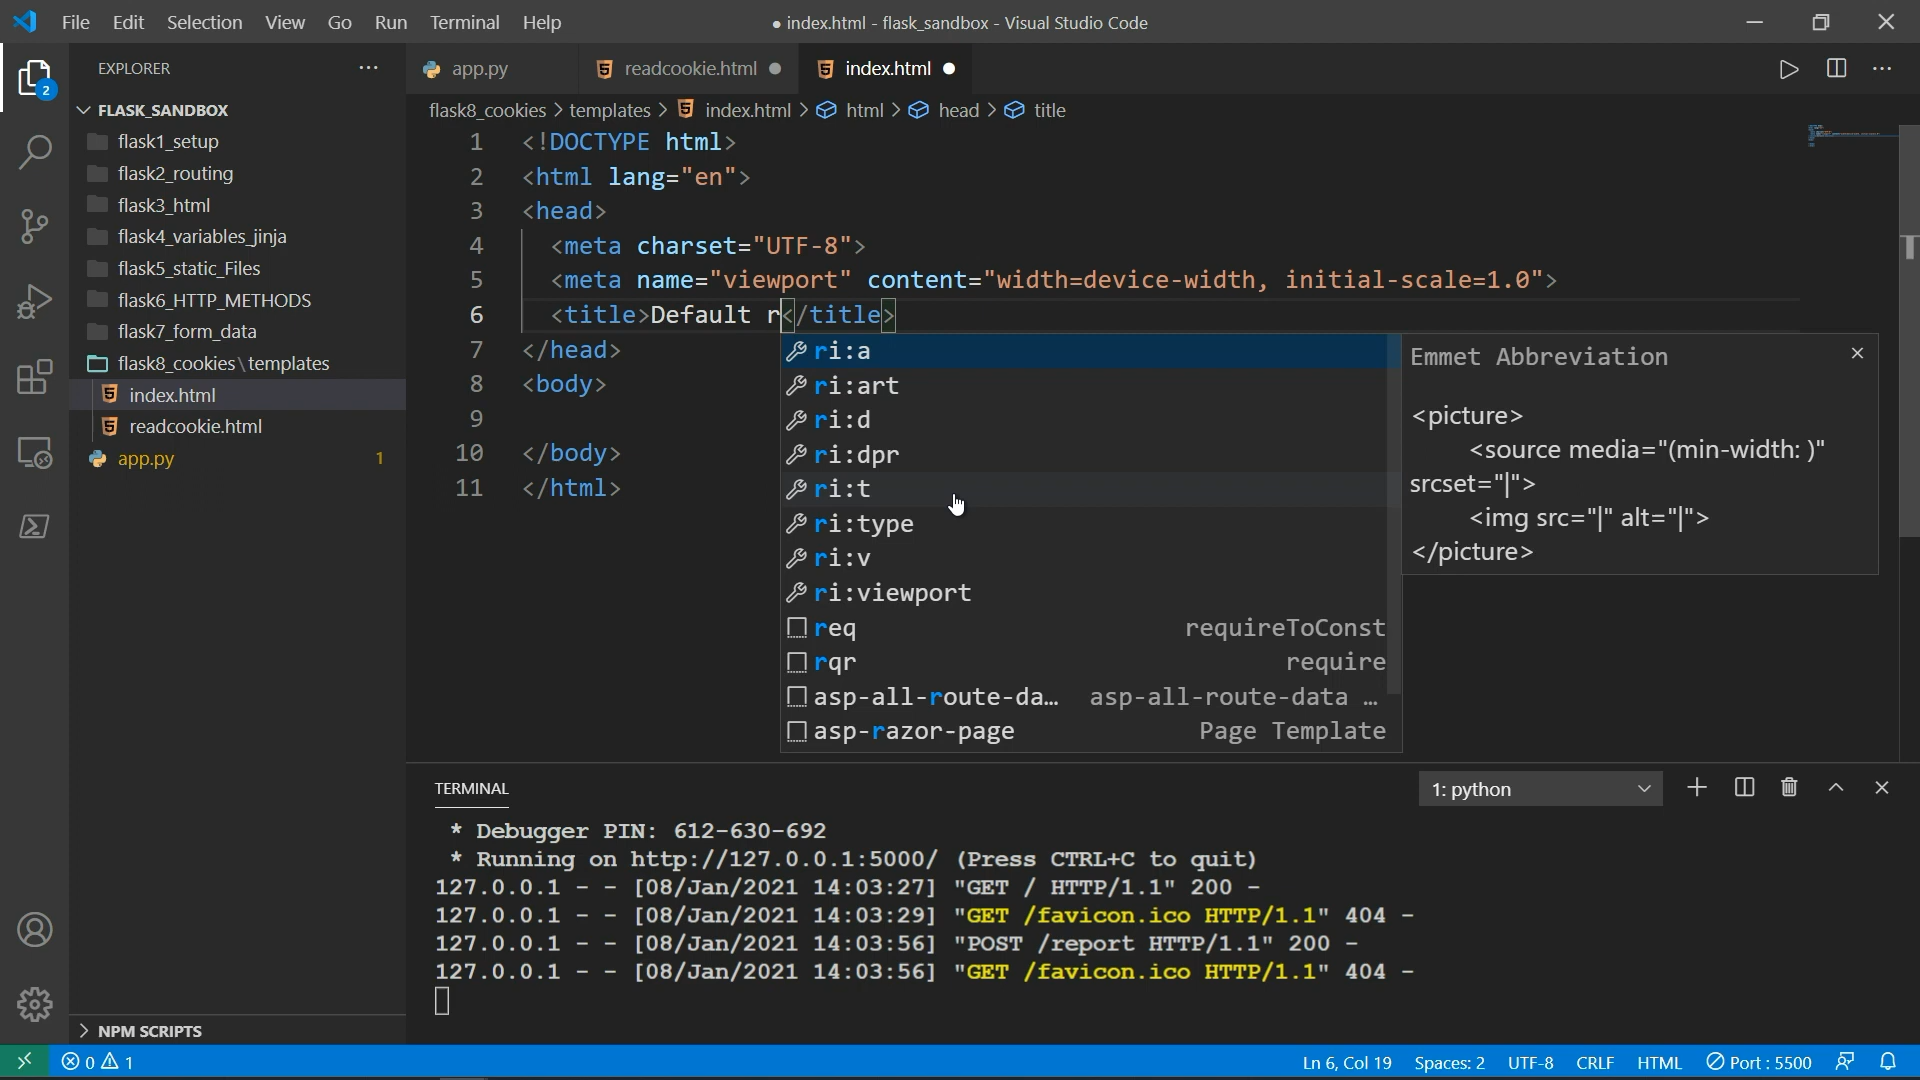 File Edit Selection View Go Run Terminal Help
● index.html - flask_sandbox - Visual Studio Code
EXPLORER
2
FLASK_SANDBOX
flask1_setup
flask2_routing
flask3_html
flask4_variables_jinja
flask5_static_Files
flask6_HTTP_METHODS
flask7_form_data
flask8_cookies\templates
index.html
readcookie.html
app.py 1
NPM SCRIPTS
app.py readcookie.html index.html
flask8_cookies > templates > index.html > html > head > title
1 <!DOCTYPE html>
2 <html lang="en">
3 <head>
4 <meta charset="UTF-8">
5 <meta name="viewport" content="width=device-width, initial-scale=1.0">
6 <title>Default r</title>
7 </head>
8 <body>
9
10 </body>
11 </html>
ri:a
ri:art
ri:d
ri:dpr
ri:t
ri:type
ri:v
ri:viewport
req requireToConst
rqr require
asp-all-route-da… asp-all-route-data …
asp-razor-page Page Template
Emmet Abbreviation
<picture>
<source media="(min-width: )"
srcset="|">
<img src="|" alt="|">
</picture>
TERMINAL
1: python
* Debugger PIN: 612-630-692
* Running on http://127.0.0.1:5000/ (Press CTRL+C to quit)
127.0.0.1 - - [08/Jan/2021 14:03:27] "GET / HTTP/1.1" 200 -
127.0.0.1 - - [08/Jan/2021 14:03:29] "GET /favicon.ico HTTP/1.1" 404 -
127.0.0.1 - - [08/Jan/2021 14:03:56] "POST /report HTTP/1.1" 200 -
127.0.0.1 - - [08/Jan/2021 14:03:56] "GET /favicon.ico HTTP/1.1" 404 -
0 1 Ln 6, Col 19 Spaces: 2 UTF-8 CRLF HTML Port : 5500